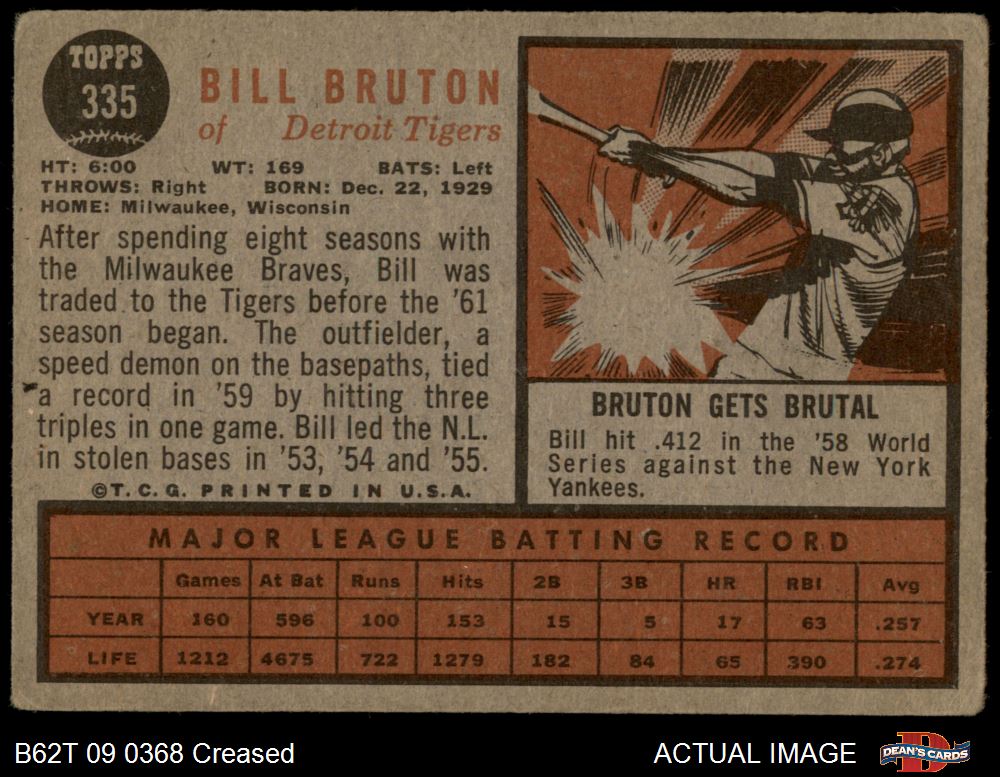 TOPPS
335
BILL BRUTON
of Detroit Tigers
HT: 6:00 WT: 169 BATS: Left
THROWS: Right BORN: Dec. 22, 1929
HOME: Milwaukee, Wisconsin
After spending eight seasons with
the Milwaukee Braves, Bill was
traded to the Tigers before the '61
season began. The outfielder, a
speed demon on the basepaths, tied
a record in '59 by hitting three
triples in one game. Bill led the N.L.
in stolen bases in '53, '54 and '55.
©T.C.G. PRINTED IN U.S.A.
BRUTON GETS BRUTAL
Bill hit .412 in the '58 World
Series against the New York
Yankees.
MAJOR LEAGUE BATTING RECORD
Games At Bat Runs Hits 2B 3B HR RBI Avg
YEAR 160 596 100 153 15 5 17 63 .257
LIFE 1212 4675 722 1279 182 84 65 390 .274
B62T 09 0368 Creased ACTUAL IMAGE DEAN'S CARDS